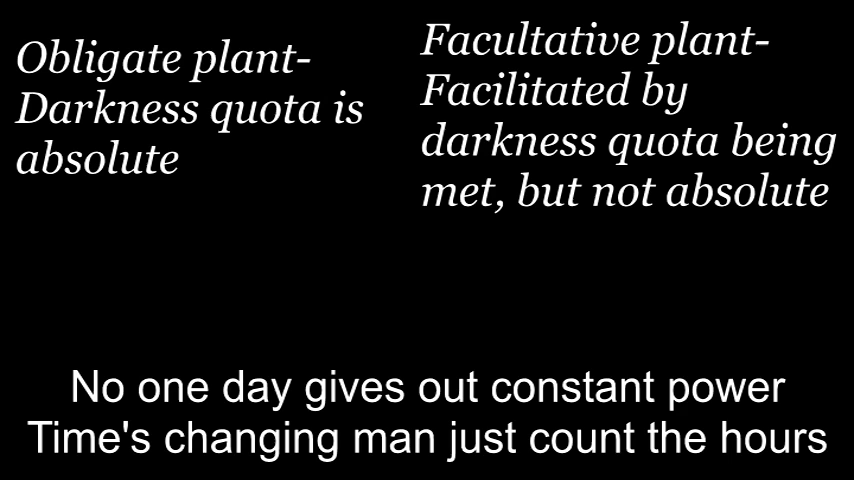 Obligate plant-
Darkness quota is
absolute
Facultative plant-
Facilitated by
darkness quota being
met, but not absolute
No one day gives out constant power
Time's changing man just count the hours